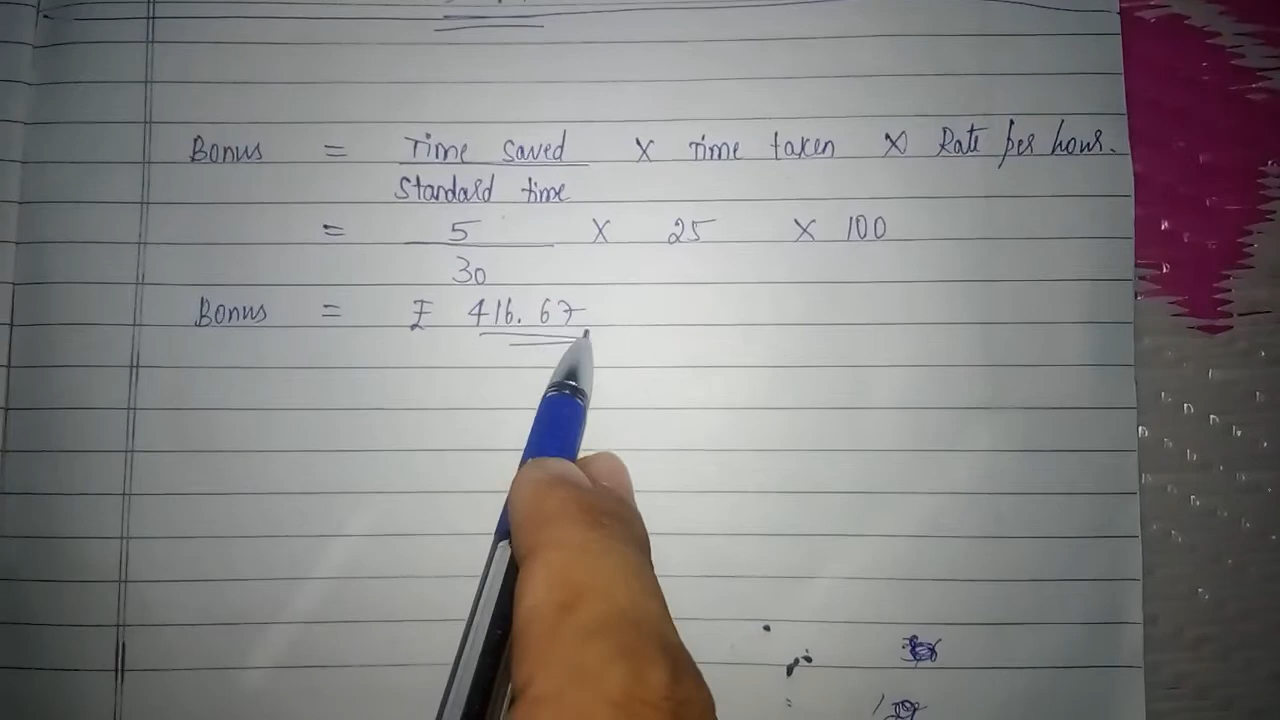 Bonus = Time saved × Time taken × Rate per hour.
Standard time
= 5 × 25 × 100
30
Bonus = ₹ 416.67